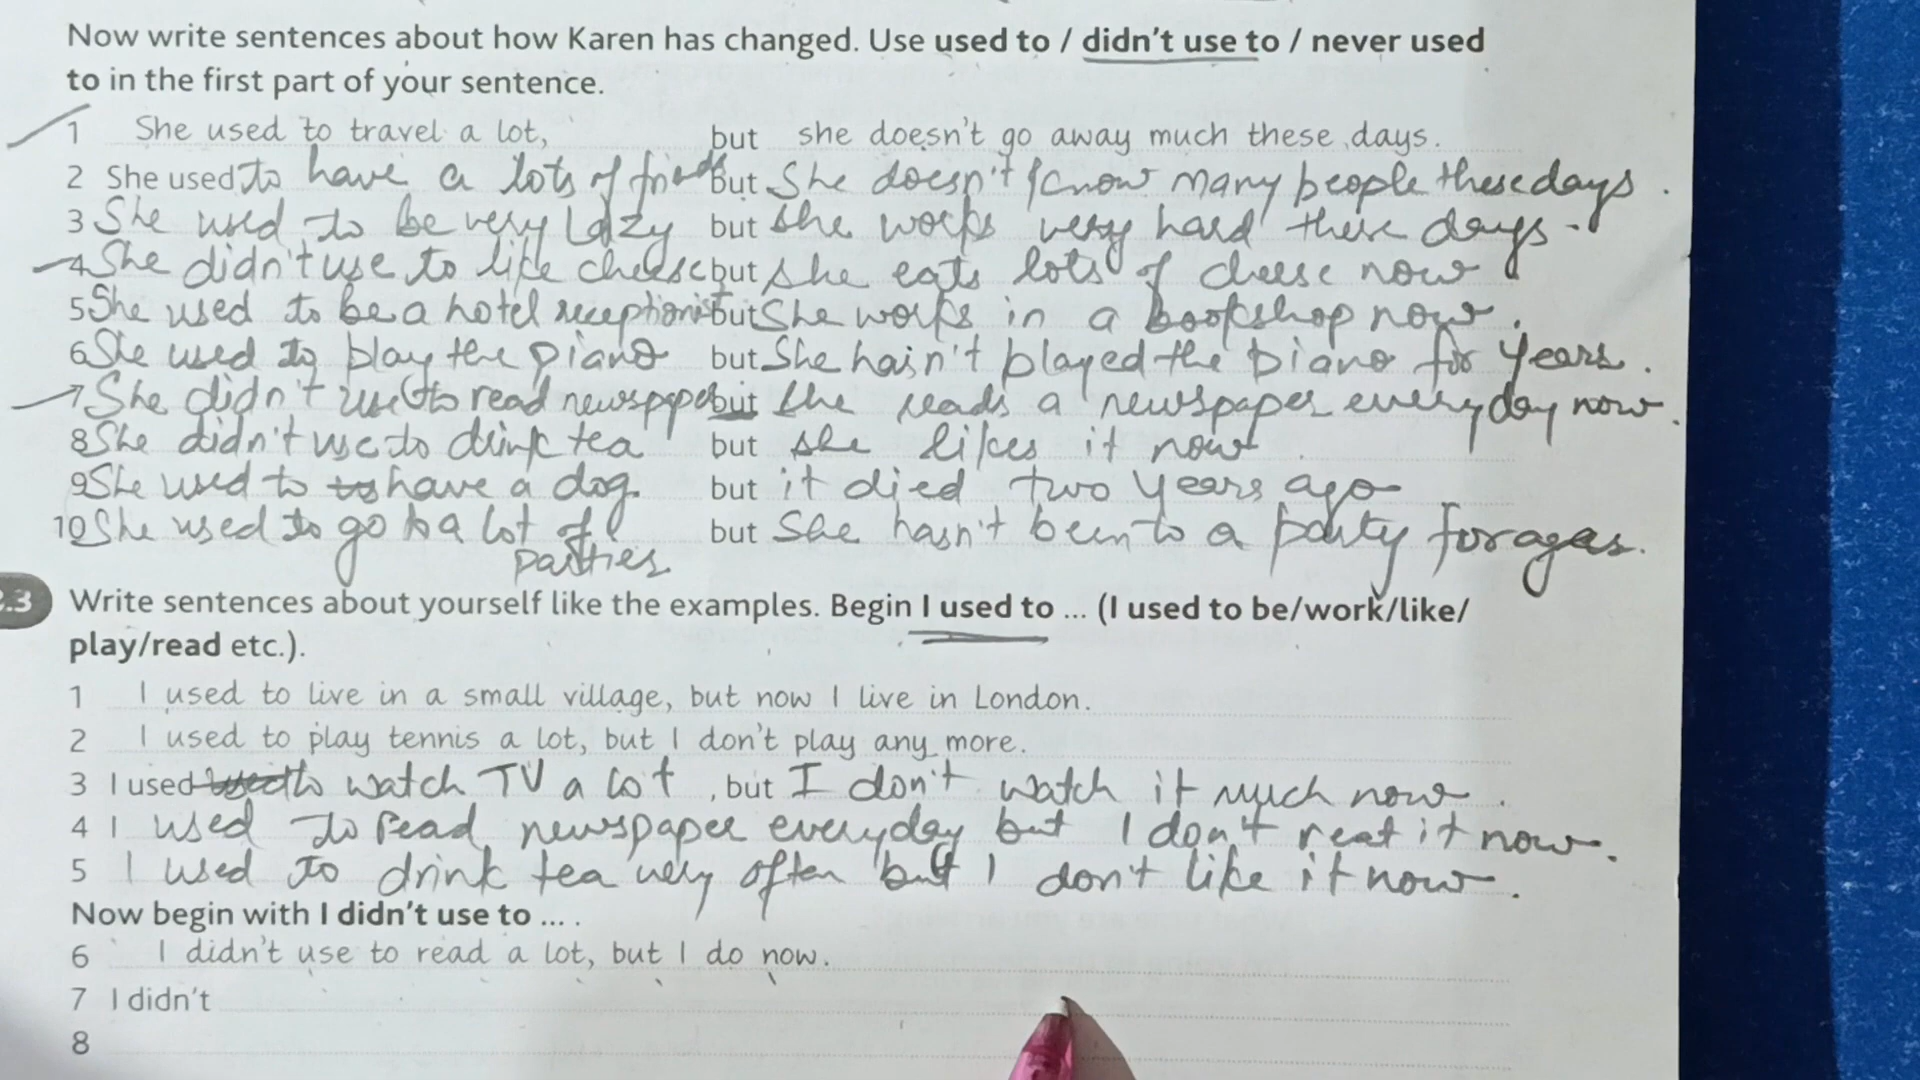 Now write sentences about how Karen has changed. Use used to / didn't use to / never used
to in the first part of your sentence.
1 She used to travel a lot, but she doesn't go away much these days.
2 She used to have a lots of friends but She doesn't know many people these days.
3 She used to be very Lazy but She works very hard these days.
4 She didn't use to like cheese but She eats lots of cheese now
5 She used to be a hotel receptionist but She works in a bookshop now.
6 She used to play the piano but She hasn't played the piano for years.
7 She didn't use to read newspaper but She reads a newspaper everyday now.
8 She didn't use to drink tea but she likes it now.
9 She used to have a dog. but it died two years ago
10 She used to go to a lot of but She hasn't been to a party for ages.
parties.
.3 Write sentences about yourself like the examples. Begin I used to ... (I used to be/work/like/
play/read etc.).
1 I used to live in a small village, but now I live in London.
2 I used to play tennis a lot, but I don't play any more.
3 I used to watch TV a lot, but I don't watch it much now.
4 I used to read newspaper everyday but I don't reat it now.
5 I used to drink tea very often but I don't like it now.
Now begin with I didn't use to ... .
6 I didn't use to read a lot, but I do now.
7 I didn't
8